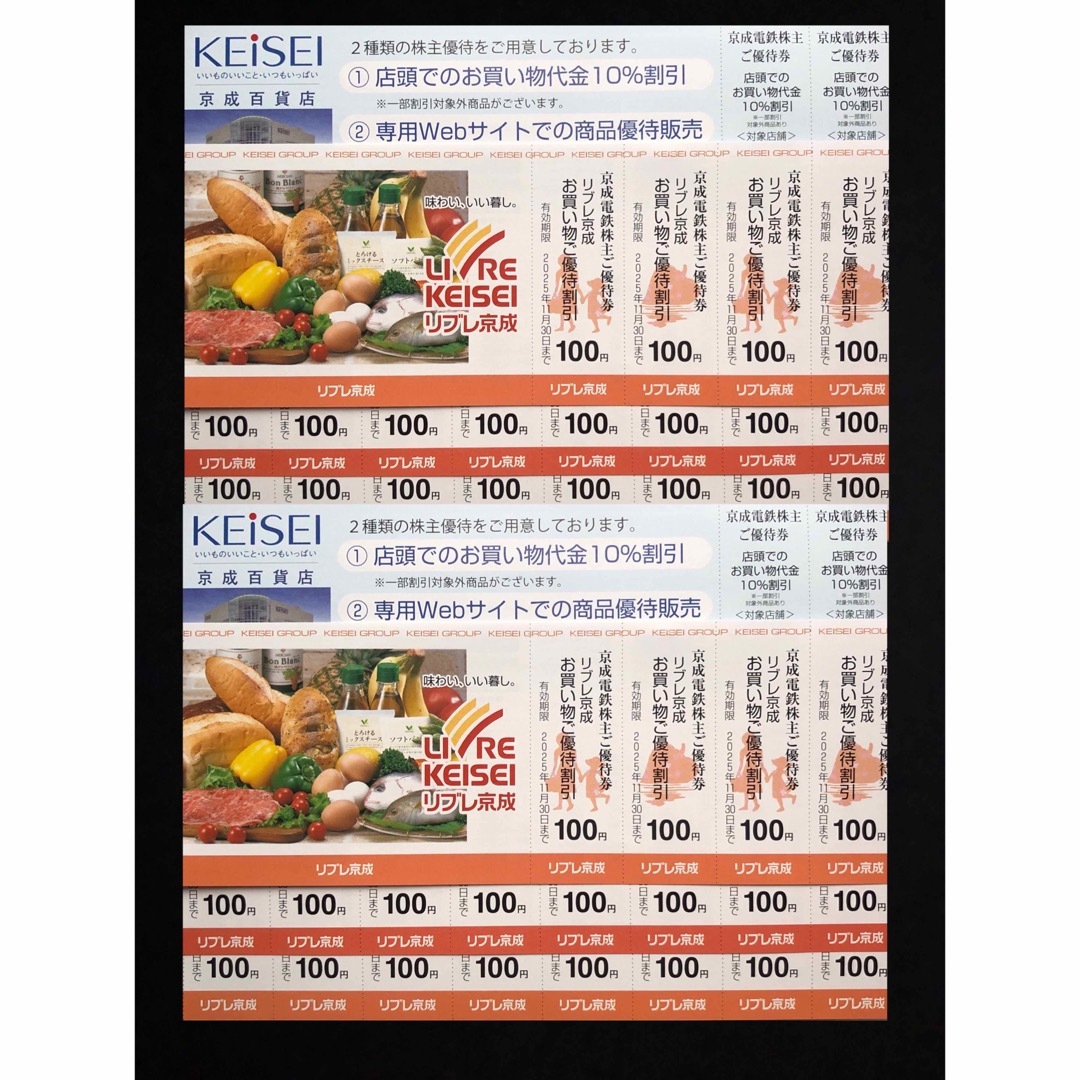 KEiSEI
いいものいいこと・いつもいっぱい
京成百貨店
2種類の株主優待をご用意しております。
① 店頭でのお買い物代金10%割引
※一部割引対象外商品がございます。
② 専用Webサイトでの商品優待販売
京成電鉄株主
ご優待券
店頭での
お買い物代金
10%割引
※一部割引
対象外商品あり
<対象店舗>
京成電鉄株主
ご優待券
店頭での
お買い物代金
10%割引
※一部割引
対象外商品あり
<対象店舗>
KEISEI GROUP KEISEI GROUP KEISEI GROUP KEISEI GROUP KEISEI GROUP KEISEI GROUP KEISEI GROUP
Bon Blanc
とろける
ミックスチーズ
味わい、いい暮し。
LIVRE
KEISEI
リブレ京成
京成電鉄株主ご優待券
リブレ京成
お買い物ご優待割引
有効期限 2025年11月30日まで
100円
京成電鉄株主ご優待券
リブレ京成
お買い物ご優待割引
有効期限 2025年11月30日まで
100円
京成電鉄株主ご優待券
リブレ京成
お買い物ご優待割引
有効期限 2025年11月30日まで
100円
リブレ京成
お買い物ご優待割引
有効期限 2025年11月30日まで
100円
リブレ京成 リブレ京成 リブレ京成 リブレ京成 リブレ京成
日まで 100円 日まで 100円 日まで 100円 日まで 100円 日まで 100円 日まで 100円 日まで 100円 日まで 100円
リブレ京成 リブレ京成 リブレ京成 リブレ京成 リブレ京成 リブレ京成 リブレ京成 リブレ京成
日まで 100円 日まで 100円 日まで 100円 日まで 100円 日まで 100円 日まで 100円 日まで 100円 日まで 100円
KEiSEI
いいものいいこと・いつもいっぱい
京成百貨店
2種類の株主優待をご用意しております。
① 店頭でのお買い物代金10%割引
※一部割引対象外商品がございます。
② 専用Webサイトでの商品優待販売
京成電鉄株主
ご優待券
店頭での
お買い物代金
10%割引
※一部割引
対象外商品あり
<対象店舗>
京成電鉄株主
ご優待券
店頭での
お買い物代金
10%割引
※一部割引
対象外商品あり
<対象店舗>
KEISEI GROUP KEISEI GROUP KEISEI GROUP KEISEI GROUP KEISEI GROUP KEISEI GROUP KEISEI GROUP
Bon Blanc
とろける
ミックスチーズ
味わい、いい暮し。
LIVRE
KEISEI
リブレ京成
京成電鉄株主ご優待券
リブレ京成
お買い物ご優待割引
有効期限 2025年11月30日まで
100円
京成電鉄株主ご優待券
リブレ京成
お買い物ご優待割引
有効期限 2025年11月30日まで
100円
京成電鉄株主ご優待券
リブレ京成
お買い物ご優待割引
有効期限 2025年11月30日まで
100円
リブレ京成
お買い物ご優待割引
有効期限 2025年11月30日まで
100円
リブレ京成 リブレ京成 リブレ京成 リブレ京成 リブレ京成
日まで 100円 日まで 100円 日まで 100円 日まで 100円 日まで 100円 日まで 100円 日まで 100円 日まで 100円
リブレ京成 リブレ京成 リブレ京成 リブレ京成 リブレ京成 リブレ京成 リブレ京成 リブレ京成
日まで 100円 日まで 100円 日まで 100円 日まで 100円 日まで 100円 日まで 100円 日まで 100円 日まで 100円
リブレ京成 リブレ京成 リブレ京成 リブレ京成 リブレ京成 リブレ京成 リブレ京成 リブレ京成